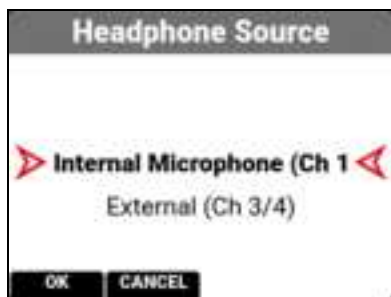 Headphone Source
Internal Microphone (Ch 1
External (Ch 3/4)
OK CANCEL